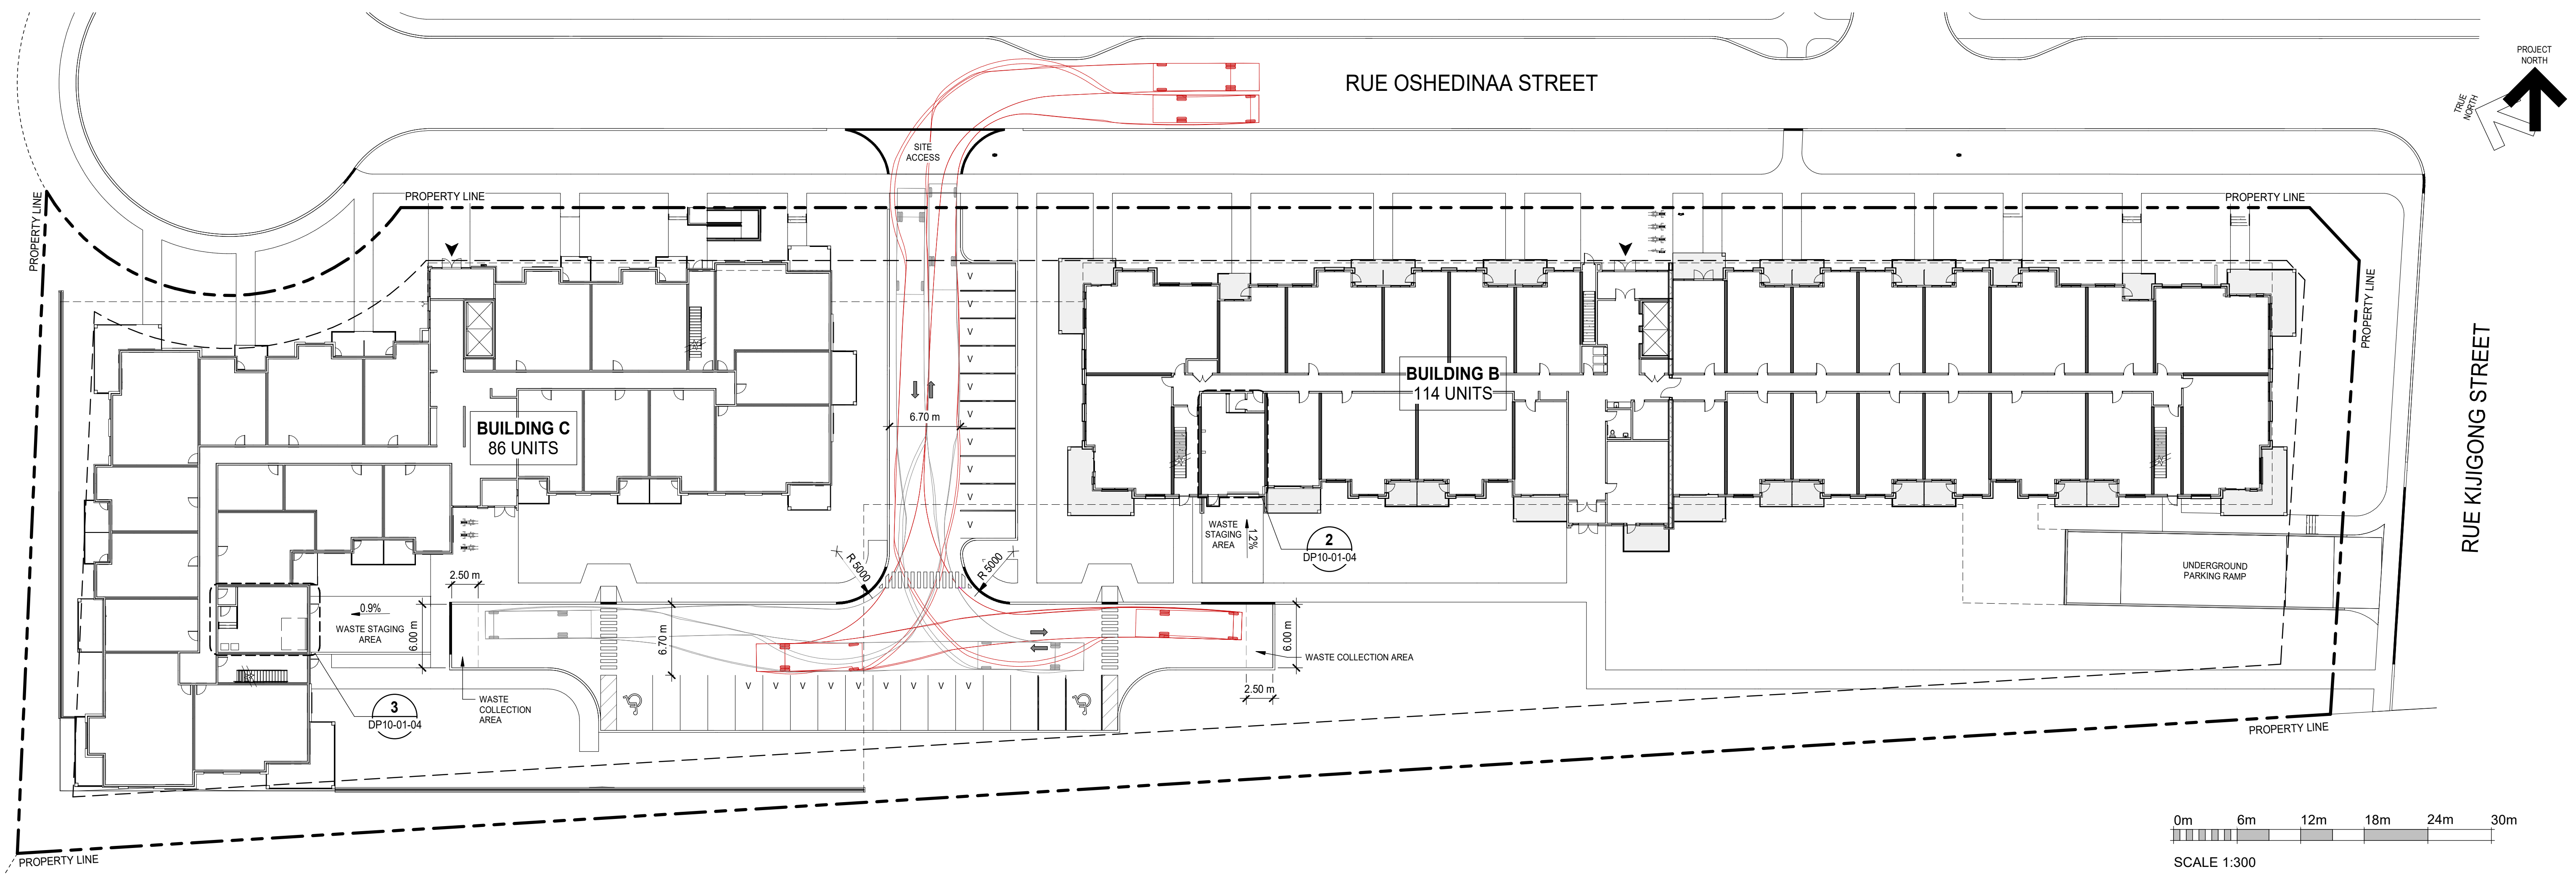 RUE OSHEDINAA STREET
PROJECT
NORTH
TRUE
NORTH
SITE
ACCESS
PROPERTY LINE
PROPERTY LINE
PROPERTY LINE
PROPERTY LINE
RUE KIJIGONG STREET
V
V
V
V
V
V
V
V
V
V
6.70 m
BUILDING B
114 UNITS
BUILDING C
86 UNITS
WASTE
STAGING
AREA
1.2%
2
DP10-01-04
R 5000
R 5000
UNDERGROUND
PARKING RAMP
2.50 m
0.9%
WASTE STAGING
AREA
6.00 m
6.70 m
6.00 m
WASTE COLLECTION AREA
2.50 m
V
V
V
V
V
V
V
V
V
WASTE
COLLECTION
AREA
3
DP10-01-04
PROPERTY LINE
PROPERTY LINE
0m 6m 12m 18m 24m 30m
SCALE 1:300